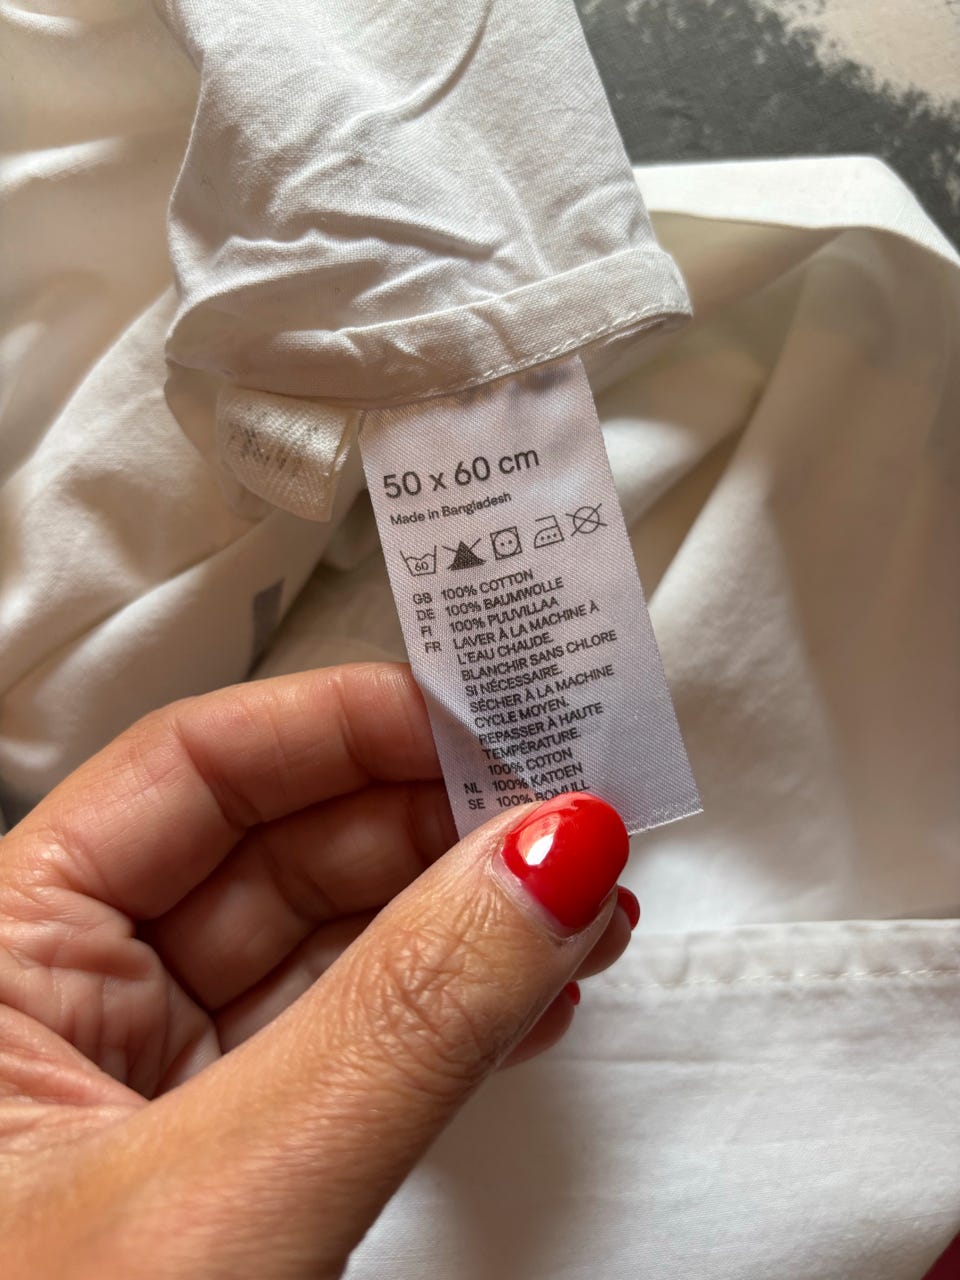 50 x 60 cm
Made in Bangladesh
60
GB 100% COTTON
DE 100% BAUMWOLLE
FI 100% PUUVILLAA
FR LAVER À LA MACHINE À
L'EAU CHAUDE.
BLANCHIR SANS CHLORE
SI NÉCESSAIRE.
SÉCHER À LA MACHINE
CYCLE MOYEN.
REPASSER À HAUTE
TEMPÉRATURE.
100% COTON
NL 100% KATOEN
SE 100% BOMULL